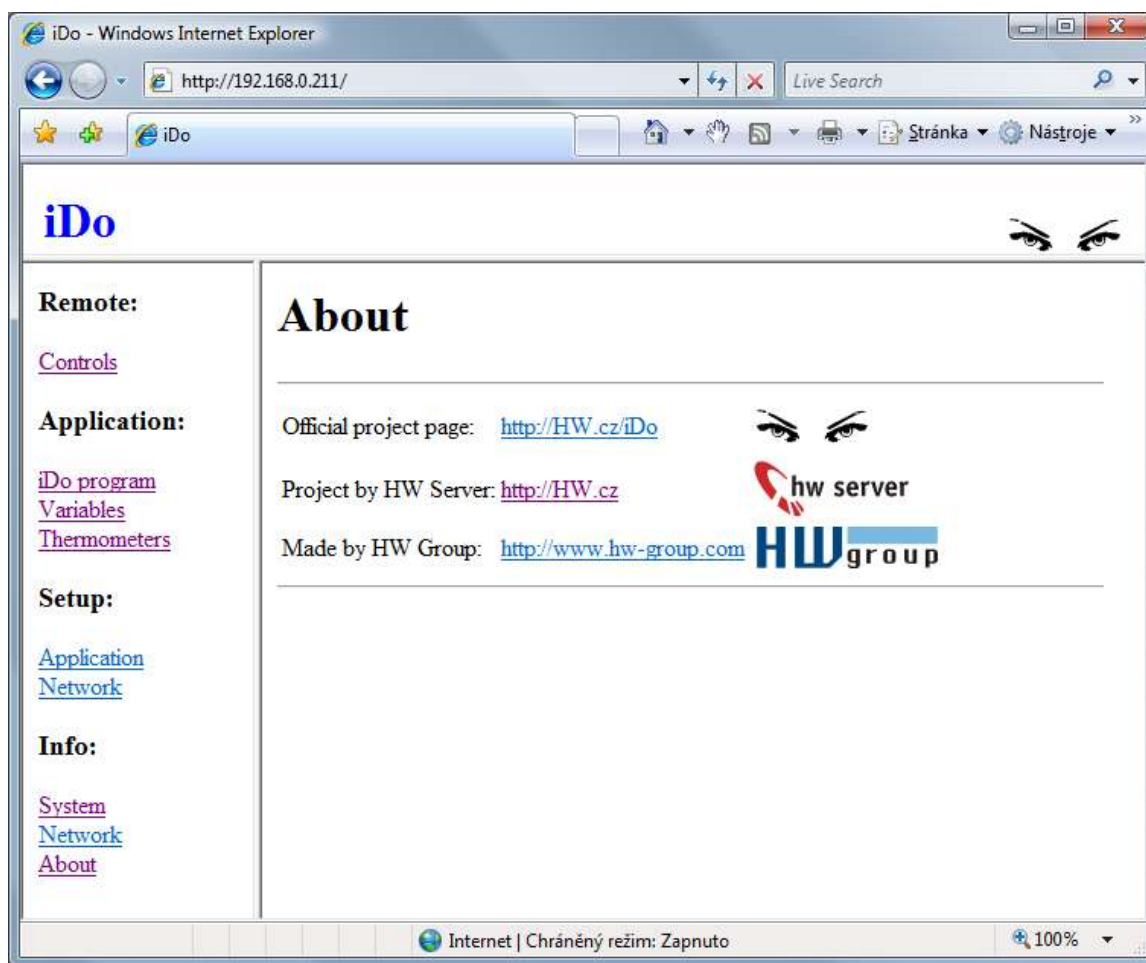 iDo - Windows Internet Explorer
http://192.168.0.211/
Live Search
iDo
Stránka
Nástroje
iDo
Remote:
Controls
Application:
iDo program
Variables
Thermometers
Setup:
Application
Network
Info:
System
Network
About
About
Official project page: http://HW.cz/iDo
Project by HW Server: http://HW.cz hw server
Made by HW Group: http://www.hw-group.com HW group
Internet | Chráněný režim: Zapnuto
100%